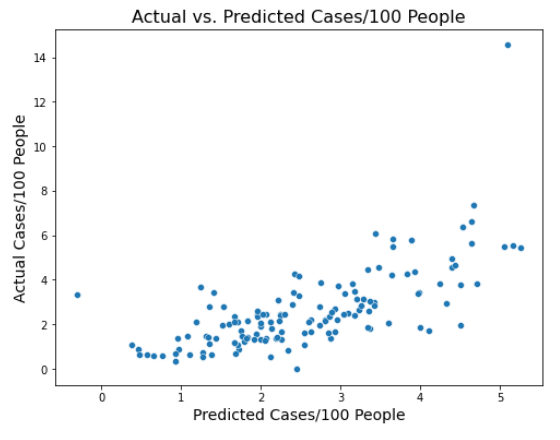 Actual vs. Predicted Cases/100 People
Actual Cases/100 People
14
12
10
8
6
4
2
0
0 1 2 3 4 5
Predicted Cases/100 People